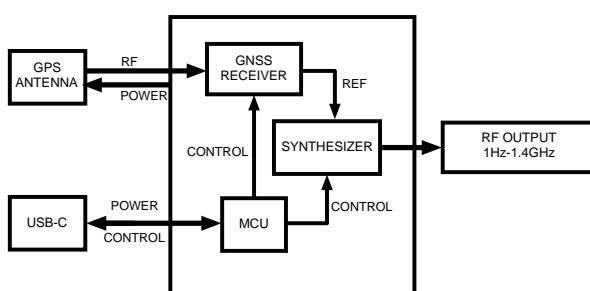 GPS
ANTENNA
RF
POWER
GNSS
RECEIVER
REF
CONTROL
SYNTHESIZER
RF OUTPUT
1Hz-1.4GHz
USB-C
POWER
CONTROL
MCU
CONTROL